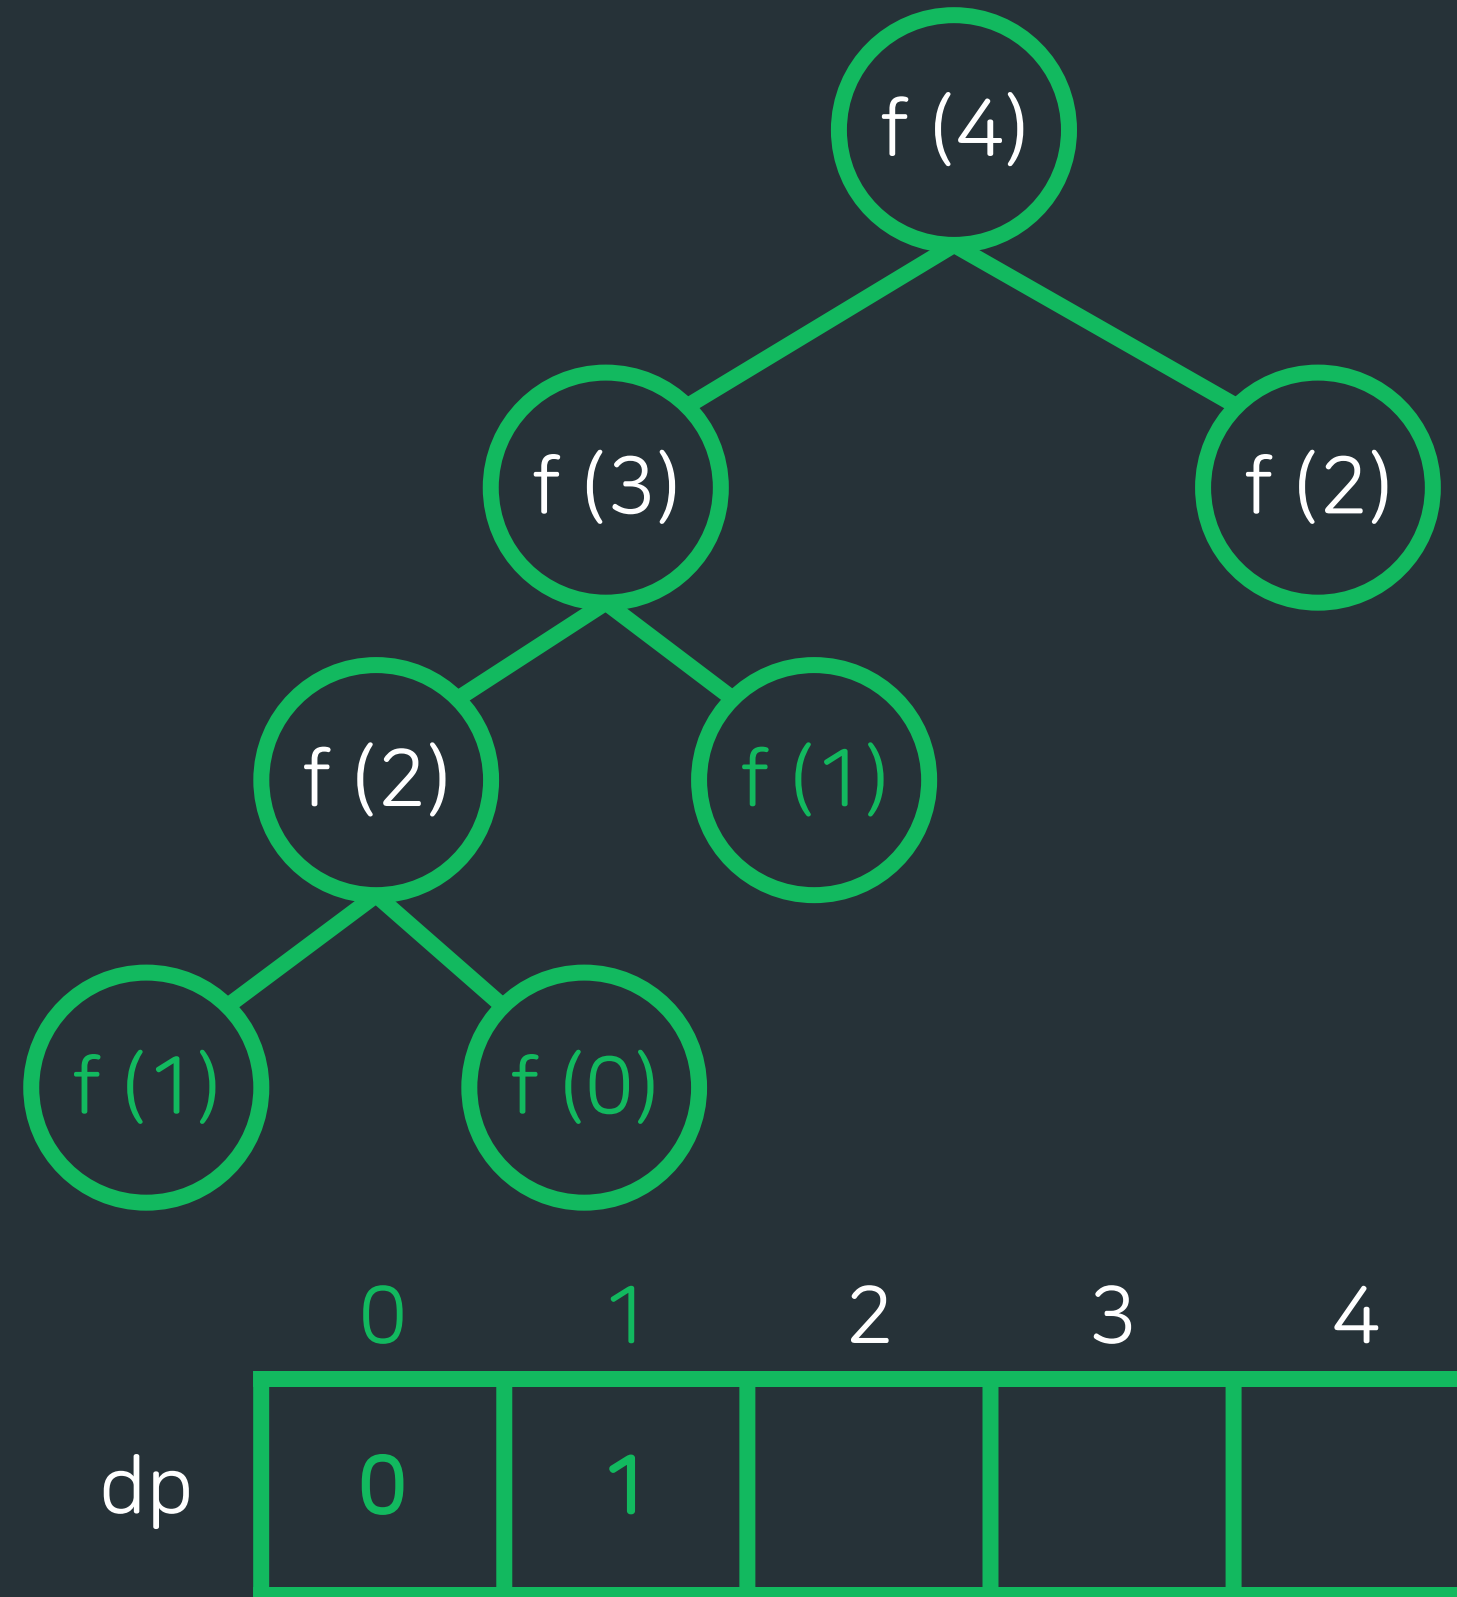 f (4)
f (3) f (2)
f (2) f (1)
f (1) f (0)
0 1 2 3 4
dp 0 1